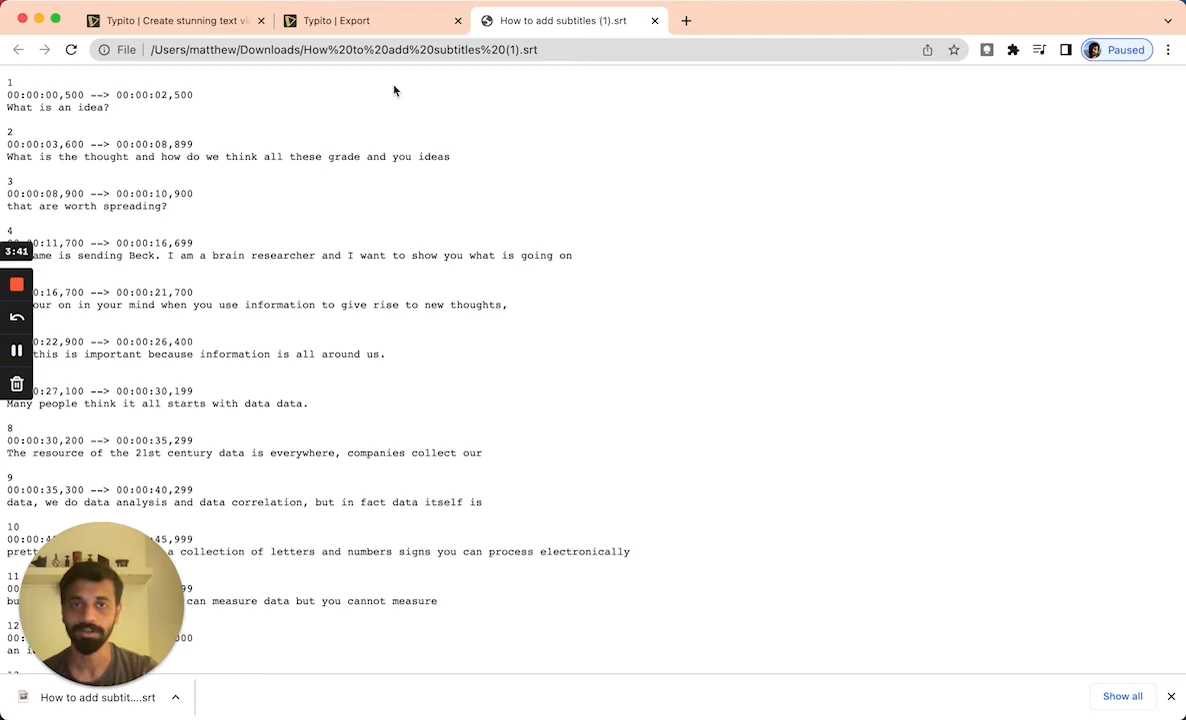 Typito | Create stunning text vi
Typito | Export
How to add subtitles (1).srt
File
/Users/matthew/Downloads/How%20to%20add%20subtitles%20(1).srt
Paused
1
00:00:00,500 --> 00:00:02,500
What is an idea?
2
00:00:03,600 --> 00:00:08,899
What is the thought and how do we think all these grade and you ideas
3
00:00:08,900 --> 00:00:10,900
that are worth spreading?
4
0:11,700 --> 00:00:16,699
ame is sending Beck. I am a brain researcher and I want to show you what is going on
3:41
0:16,700 --> 00:00:21,700
our on in your mind when you use information to give rise to new thoughts,
0:22,900 --> 00:00:26,400
this is important because information is all around us.
0:27,100 --> 00:00:30,199
Many people think it all starts with data data.
8
00:00:30,200 --> 00:00:35,299
The resource of the 21st century data is everywhere, companies collect our
9
00:00:35,300 --> 00:00:40,299
data, we do data analysis and data correlation, but in fact data itself is
10
00:00:4 45,999
prett a collection of letters and numbers signs you can process electronically
11
00 99
bu can measure data but you cannot measure
12
00: 000
an i
How to add subtit....srt
Show all